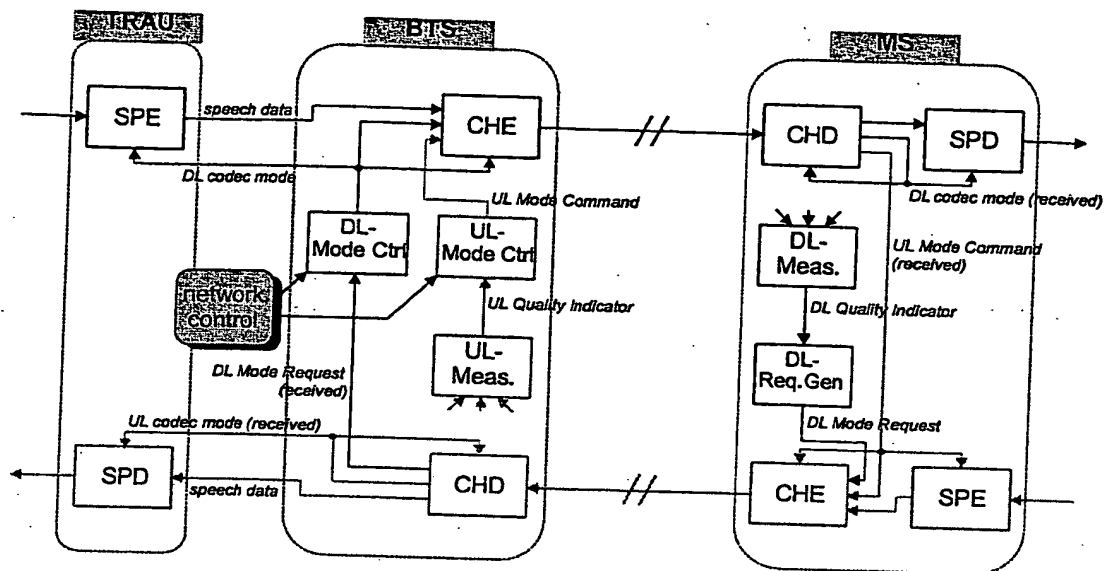 TRAU
BTS
MS
SPE
speech data
CHE
CHD
SPD
DL codec mode
UL Mode Command
DL codec mode (received)
DL-
Mode Ctrl
UL-
Mode Ctrl
DL-
Meas.
UL Mode Command
(received)
network
control
UL Quality Indicator
DL Quality Indicator
DL Mode Request
(eceived)
UL-
Meas.
DL-
Req.Gen
UL codec mode (received)
DL Mode Request
SPD
speech data
CHD
CHE
SPE